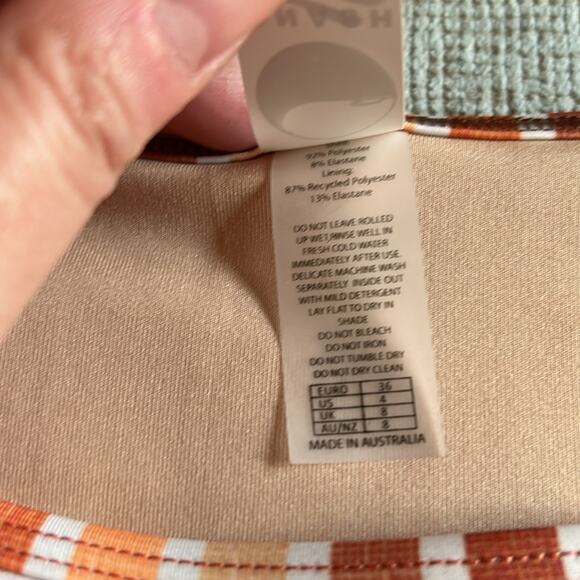 92% Polyester
8% Elastane
Lining:
87% Recycled Polyester
13% Elastane
DO NOT LEAVE ROLLED
UP WET,RINSE WELL IN
FRESH COLD WATER
IMMEDIATELY AFTER USE.
DELICATE MACHINE WASH
SEPARATELY INSIDE OUT
WITH MILD DETERGENT
LAY FLAT TO DRY IN
SHADE
DO NOT BLEACH
DO NOT IRON
DO NOT TUMBLE DRY
DO NOT DRY CLEAN
EURO 36
US 4
UK 8
AU/NZ 8
MADE IN AUSTRALIA